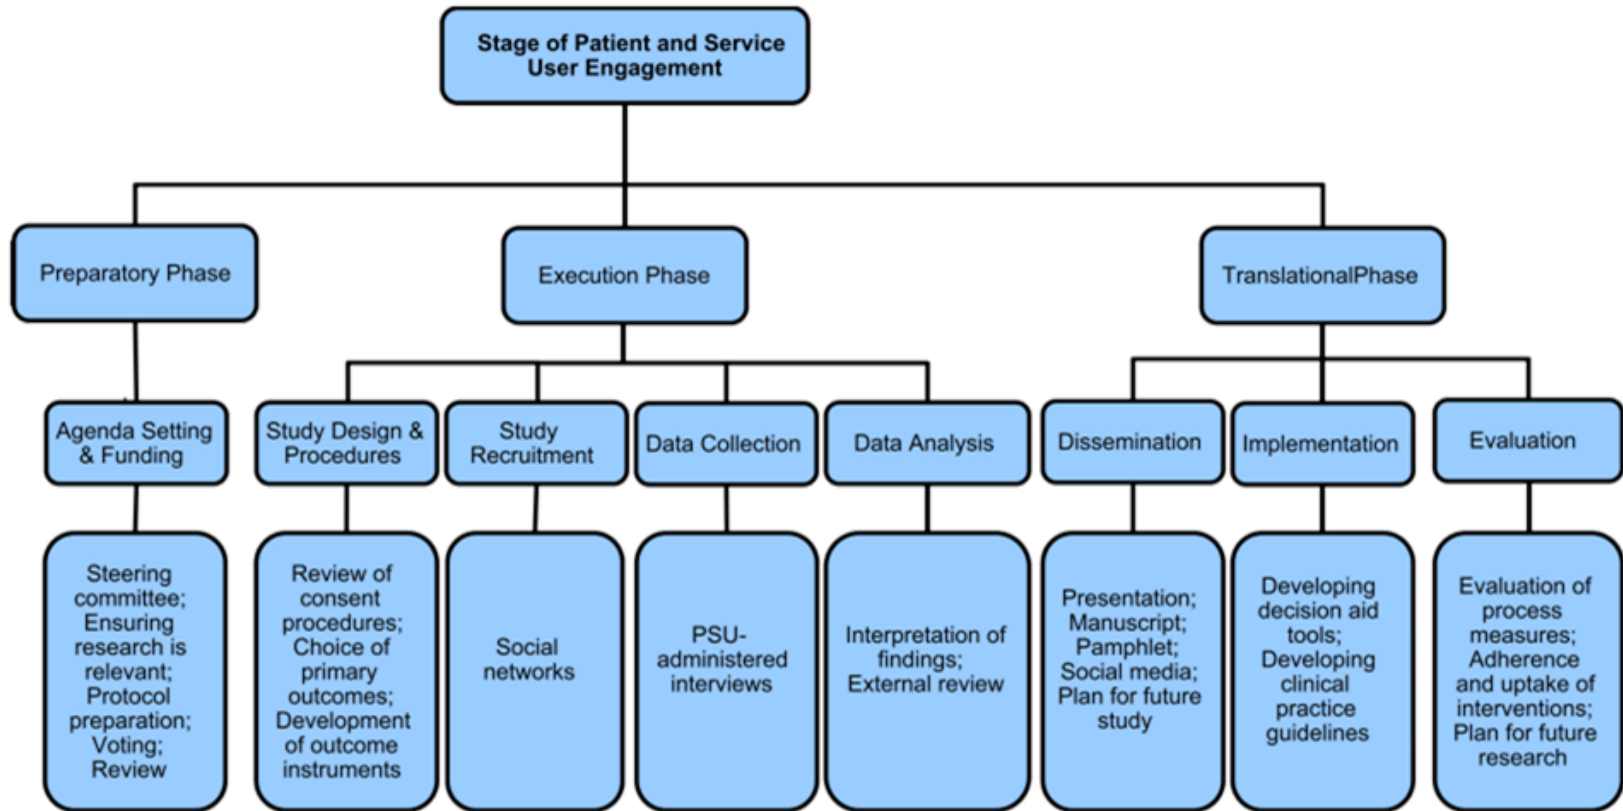 Stage of Patient and Service
User Engagement
Preparatory Phase
Execution Phase
TranslationalPhase
Agenda Setting
& Funding
Study Design &
Procedures
Study
Recruitment
Data Collection
Data Analysis
Dissemination
Implementation
Evaluation
Steering
committee;
Ensuring
research is
relevant;
Protocol
preparation;
Voting;
Review
Review of
consent
procedures;
Choice of
primary
outcomes;
Development
of outcome
instruments
Social
networks
PSU-
administered
interviews
Interpretation of
findings;
External review
Presentation;
Manuscript;
Pamphlet;
Social media;
Plan for future
study
Developing
decision aid
tools;
Developing
clinical
practice
guidelines
Evaluation of
process
measures;
Adherence
and uptake of
interventions;
Plan for future
research